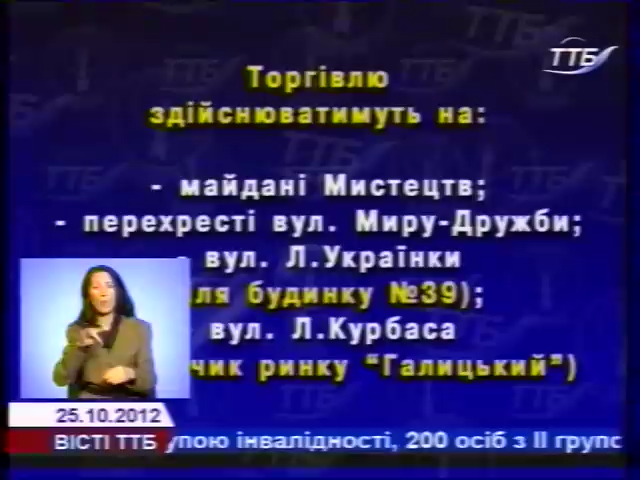 ТТБ
Торгівлю
здійснюватимуть на:
- майдані Мистецтв;
- перехресті вул. Миру-Дружби;
- вул. Л.Українки
будинку №39);
вул. Л.Курбаса
ринку “Галицький”)
25.10.2012
ВІСТІ ТТБ
інвалідності, 200 осіб з ІІ